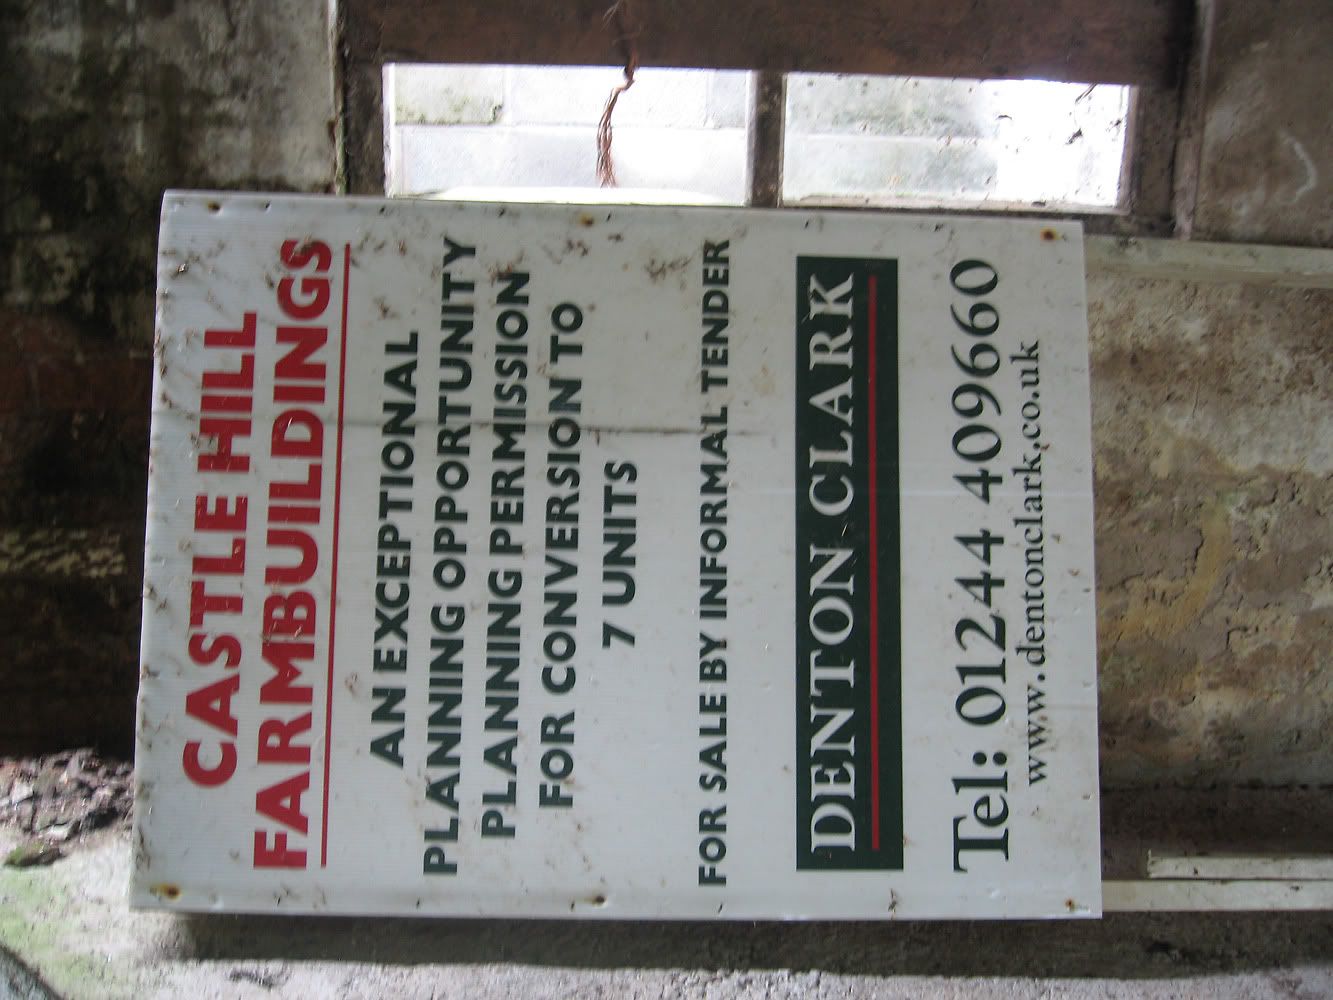 CASTLE HILL
FARMBUILDINGS
AN EXCEPTIONAL
PLANNING OPPORTUNITY
PLANNING PERMISSION
FOR CONVERSION TO
7 UNITS
FOR SALE BY INFORMAL TENDER
DENTON CLARK
Tel: 01244 409660
www.dentonclark.co.uk